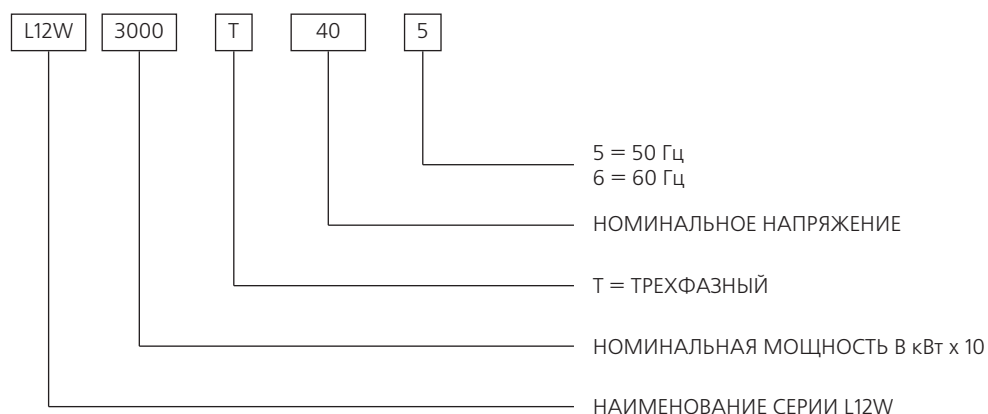 L12W 3000 T 40 5
5 = 50 Гц
6 = 60 Гц
НОМИНАЛЬНОЕ НАПРЯЖЕНИЕ
T = ТРЕХФАЗНЫЙ
НОМИНАЛЬНАЯ МОЩНОСТЬ В кВт x 10
НАИМЕНОВАНИЕ СЕРИИ L12W